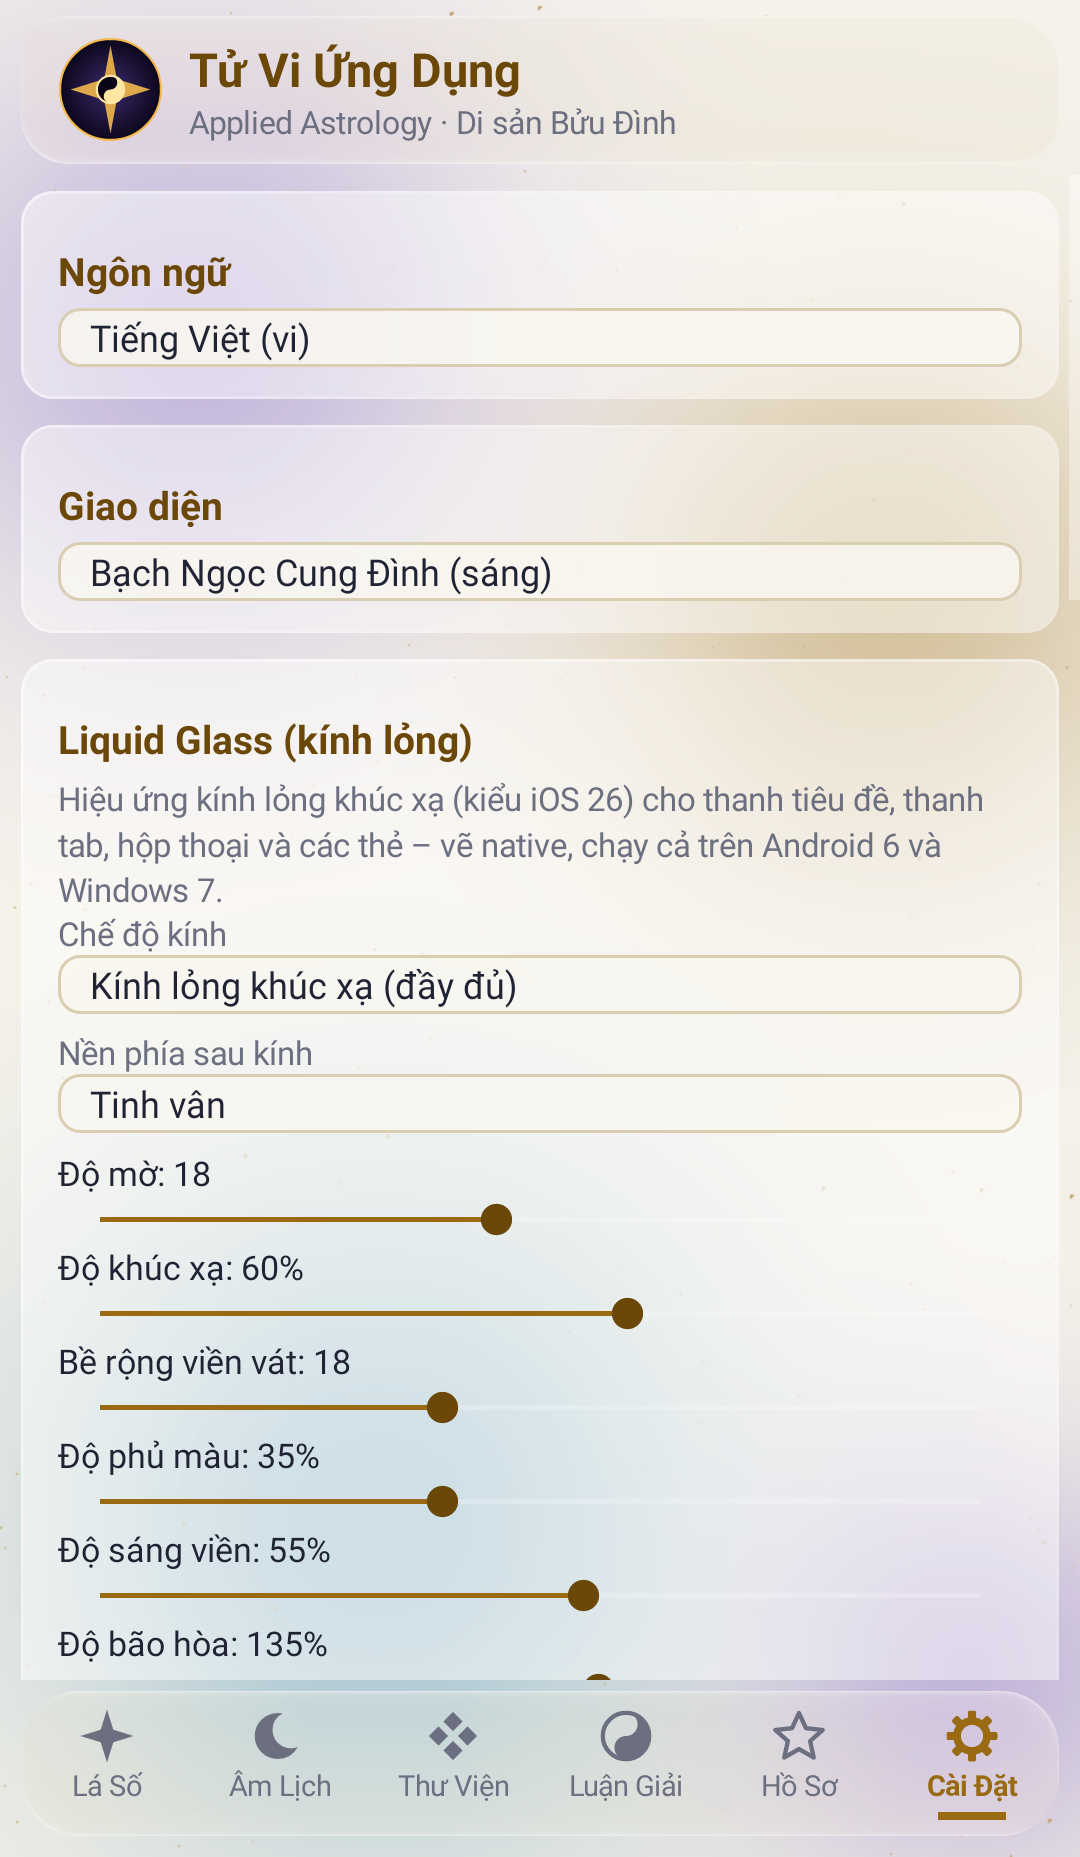 Tử Vi Ứng Dụng
Applied Astrology · Di sản Bửu Đình
Ngôn ngữ
Tiếng Việt (vi)
Giao diện
Bạch Ngọc Cung Đình (sáng)
Liquid Glass (kính lỏng)
Hiệu ứng kính lỏng khúc xạ (kiểu iOS 26) cho thanh tiêu đề, thanh
tab, hộp thoại và các thẻ – vẽ native, chạy cả trên Android 6 và
Windows 7.
Chế độ kính
Kính lỏng khúc xạ (đầy đủ)
Nền phía sau kính
Tinh vân
Độ mờ: 18
Độ khúc xạ: 60%
Bề rộng viền vát: 18
Độ phủ màu: 35%
Độ sáng viền: 55%
Độ bão hòa: 135%
Lá Số
Âm Lịch
Thư Viện
Luận Giải
Hồ Sơ
Cài Đặt